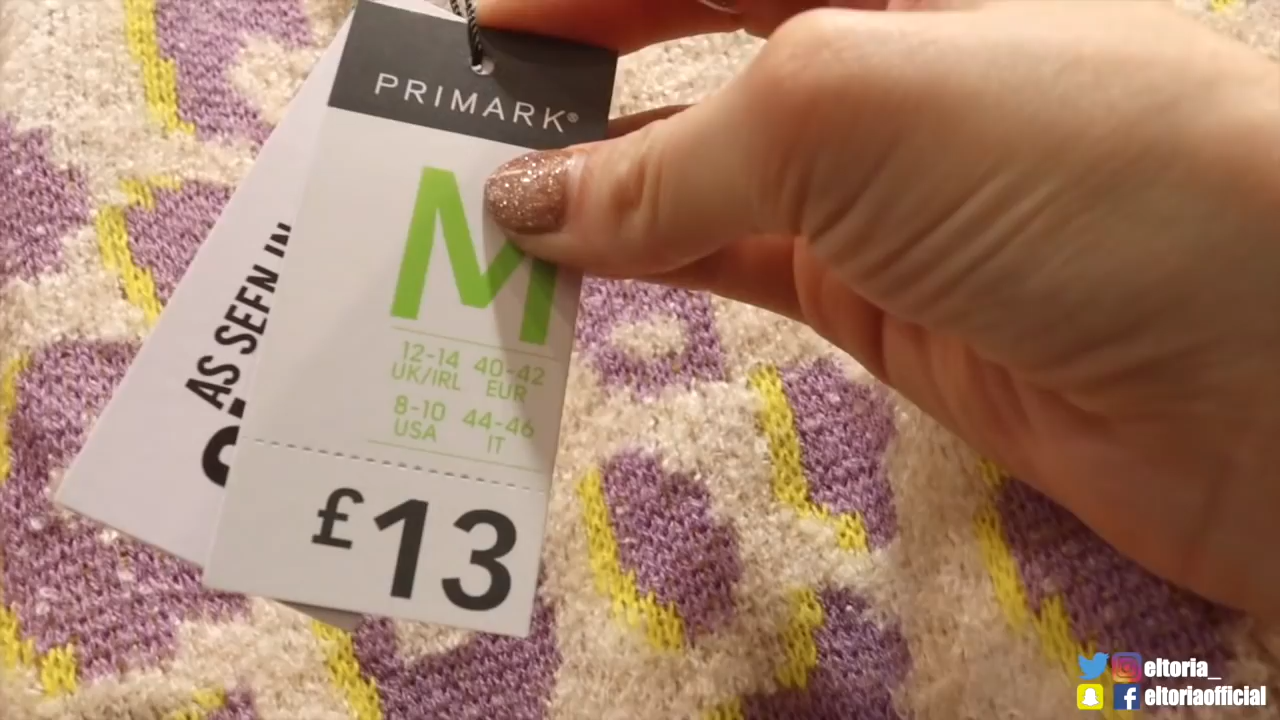 PRIMARK®
M
12-14 40-42
UK/IRL EUR
8-10 44-46
USA IT
£13
AS SEEN IN
eltoria_
eltoriaofficial